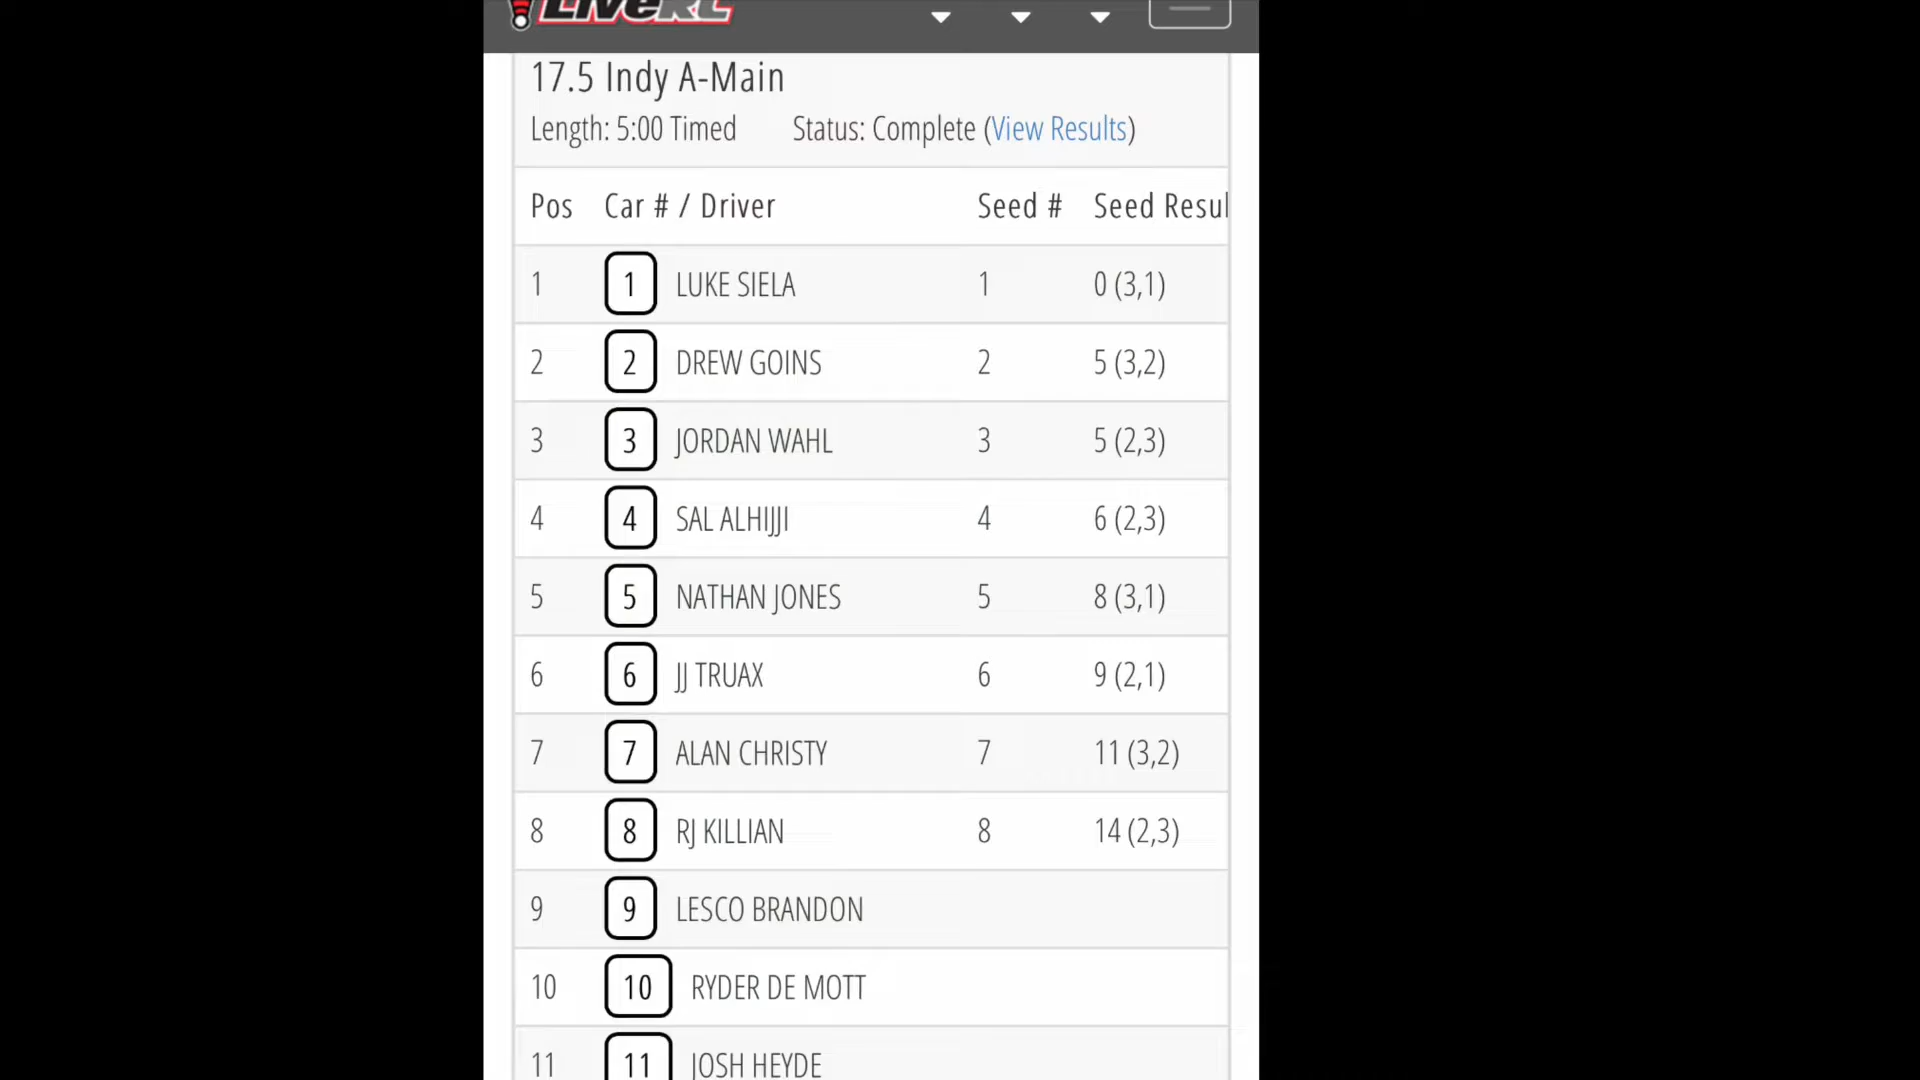 LiveRC
17.5 Indy A-Main
Length: 5:00 Timed Status: Complete (View Results)
Pos Car # / Driver Seed # Seed Resul
1 1 LUKE SIELA 1 0 (3,1)
2 2 DREW GOINS 2 5 (3,2)
3 3 JORDAN WAHL 3 5 (2,3)
4 4 SAL ALHIJJI 4 6 (2,3)
5 5 NATHAN JONES 5 8 (3,1)
6 6 JJ TRUAX 6 9 (2,1)
7 7 ALAN CHRISTY 7 11 (3,2)
8 8 RJ KILLIAN 8 14 (2,3)
9 9 LESCO BRANDON
10 10 RYDER DE MOTT
11 11 JOSH HEYDE